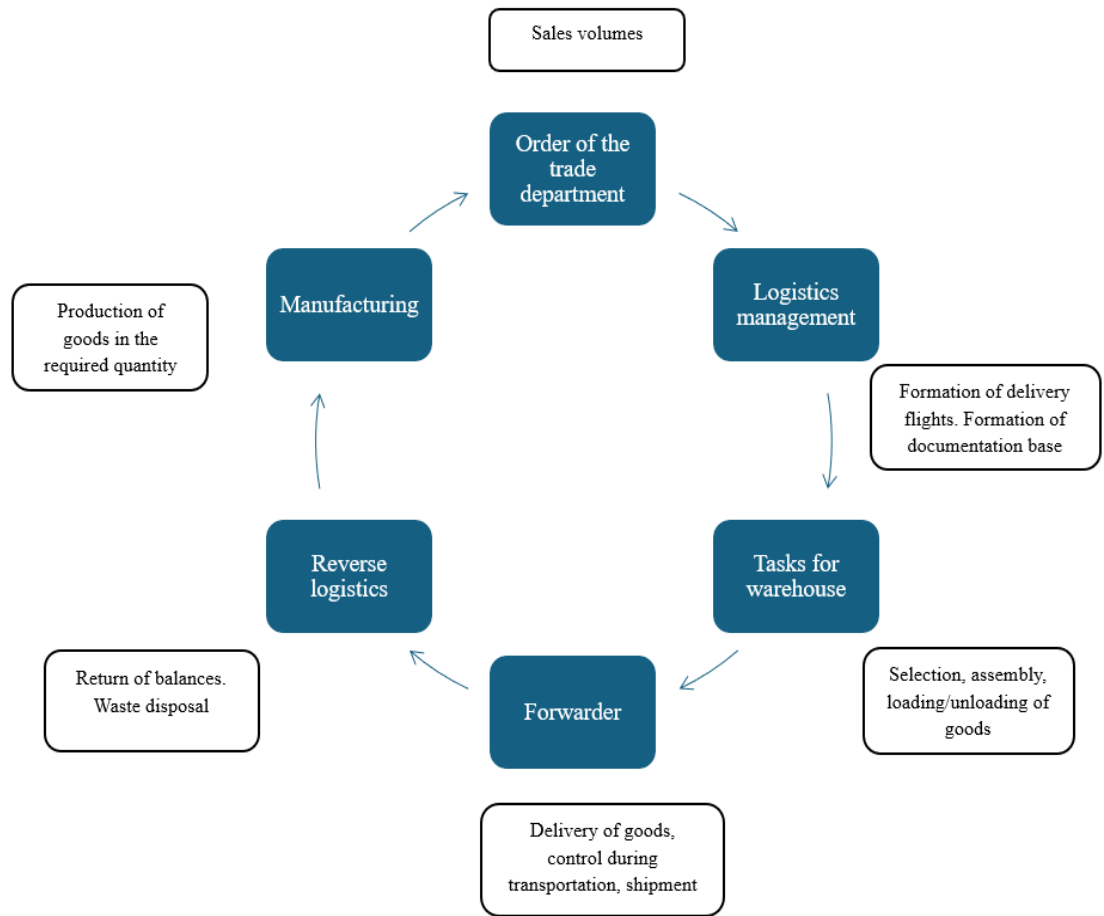 Sales volumes
Order of the
trade
department
Logistics
management
Formation of delivery
flights. Formation of
documentation base
Tasks for
warehouse
Selection, assembly,
loading/unloading of
goods
Forwarder
Delivery of goods,
control during
transportation, shipment
Reverse
logistics
Return of balances.
Waste disposal
Manufacturing
Production of
goods in the
required quantity